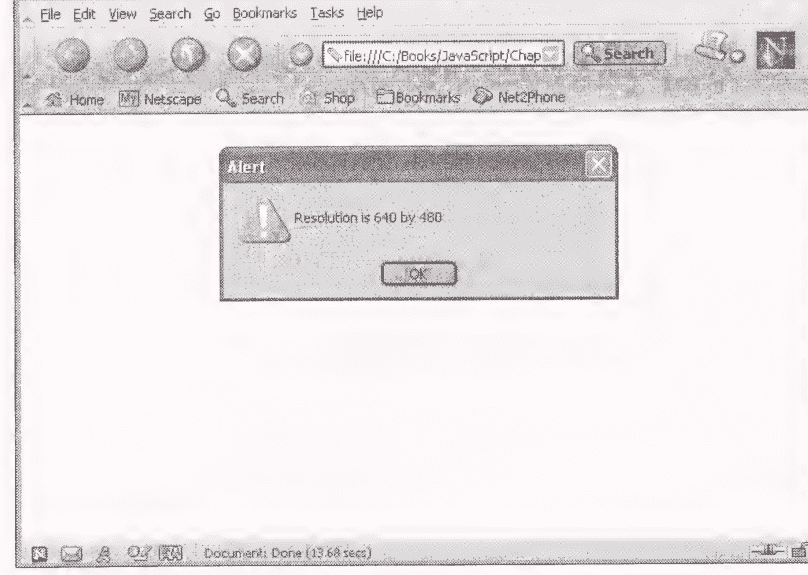 File Edit View Search Go Bookmarks Tasks Help
file:///C:/Books/JavaScript/Chap Search N
Home My Netscape Search Shop Bookmarks Net2Phone
Alert
Resolution is 640 by 480
OK
Document: Done (13.68 secs)